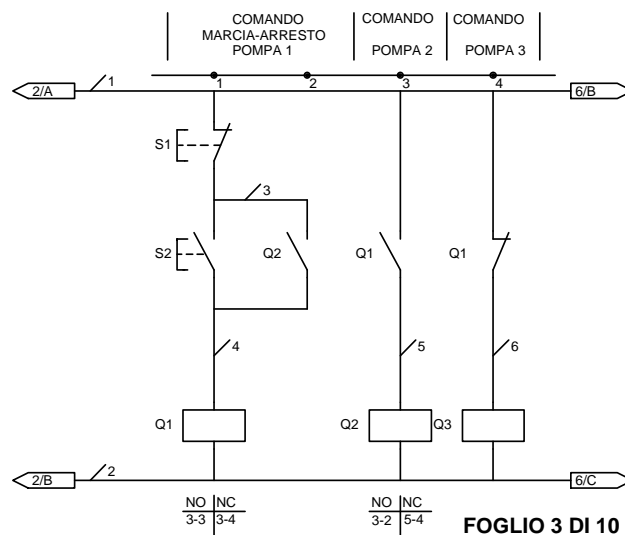 COMANDO
MARCIA-ARRESTO
POMPA 1
COMANDO
POMPA 2
COMANDO
POMPA 3
1 2 3 4
2/A 1 6/B
S1
3
S2 Q2 Q1 Q1
4 5 6
Q1 Q2 Q3
2/B 2 6/C
NO NC
3-3 3-4
NO NC
3-2 5-4
FOGLIO 3 DI 10